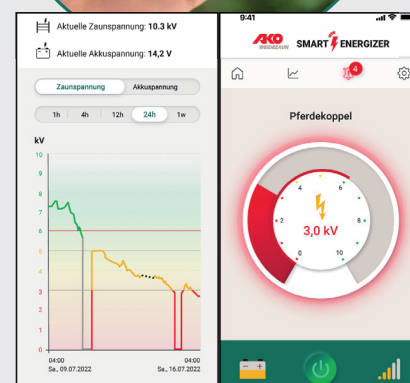 Aktuelle Zaunspannung: 10.3 kV
Aktuelle Akkuspannung: 14,2 V
Zaunspannung Akkuspannung
1h 4h 12h 24h 1w
kV
10
9
8
7
6
5
4
3
2
1
0
04:00 04:00
Sa., 09.07.2022 Sa., 16.07.2022
9:41
AKO
WEIDEZAUN
SMART ENERGIZER
4
Pferdekoppel
4 6
2 8
3,0 kV
0 10